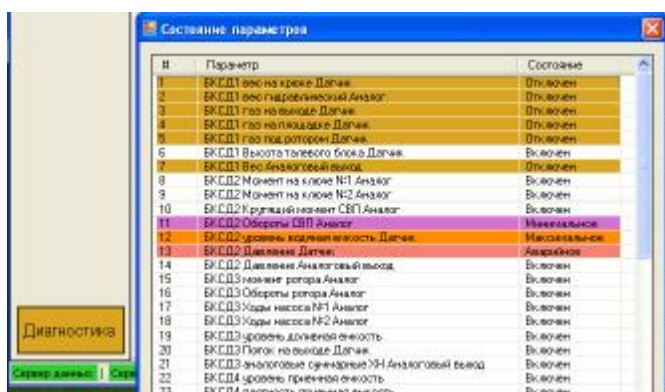 Состояние параметров
# Параметр Состояние
1 БКСД1 вес на крюке Датчик Отключен
2 БКСД1 вес гидравлический Аналог Отключен
3 БКСД1 газ на выходе Датчик Отключен
4 БКСД1 газ на площадке Датчик Отключен
5 БКСД1 газ под ротором Датчик Отключен
6 БКСД1 Высота талевого блока Датчик Включен
7 БКСД1 Вес Аналоговый выход Отключен
8 БКСД2 Момент на ключе №1 Аналог Включен
9 БКСД2 Момент на ключе №2 Аналог Включен
10 БКСД2 Крутящий момент СВП Аналог Включен
11 БКСД2 Обороты СВП Аналог Минимальное
12 БКСД2 уровень водяная емкость Датчик Максимальное
13 БКСД2 Давление Датчик Аварийное
14 БКСД2 Давление Аналоговый выход Включен
15 БКСД3 момент ротора Аналог Включен
16 БКСД3 Обороты ротора Аналог Включен
17 БКСД3 Ходы насоса №1 Аналог Включен
18 БКСД3 Ходы насоса №2 Аналог Включен
19 БКСД3 уровень доливная емкость Включен
20 БКСД3 Поток на выходе Датчик Включен
21 БКСД3 аналоговые суммарные ХН Аналоговый выход Включен
22 БКСД4 уровень приемная емкость Включен
23 БКСД4 Включен
Диагностика
Сервер данных: Серв